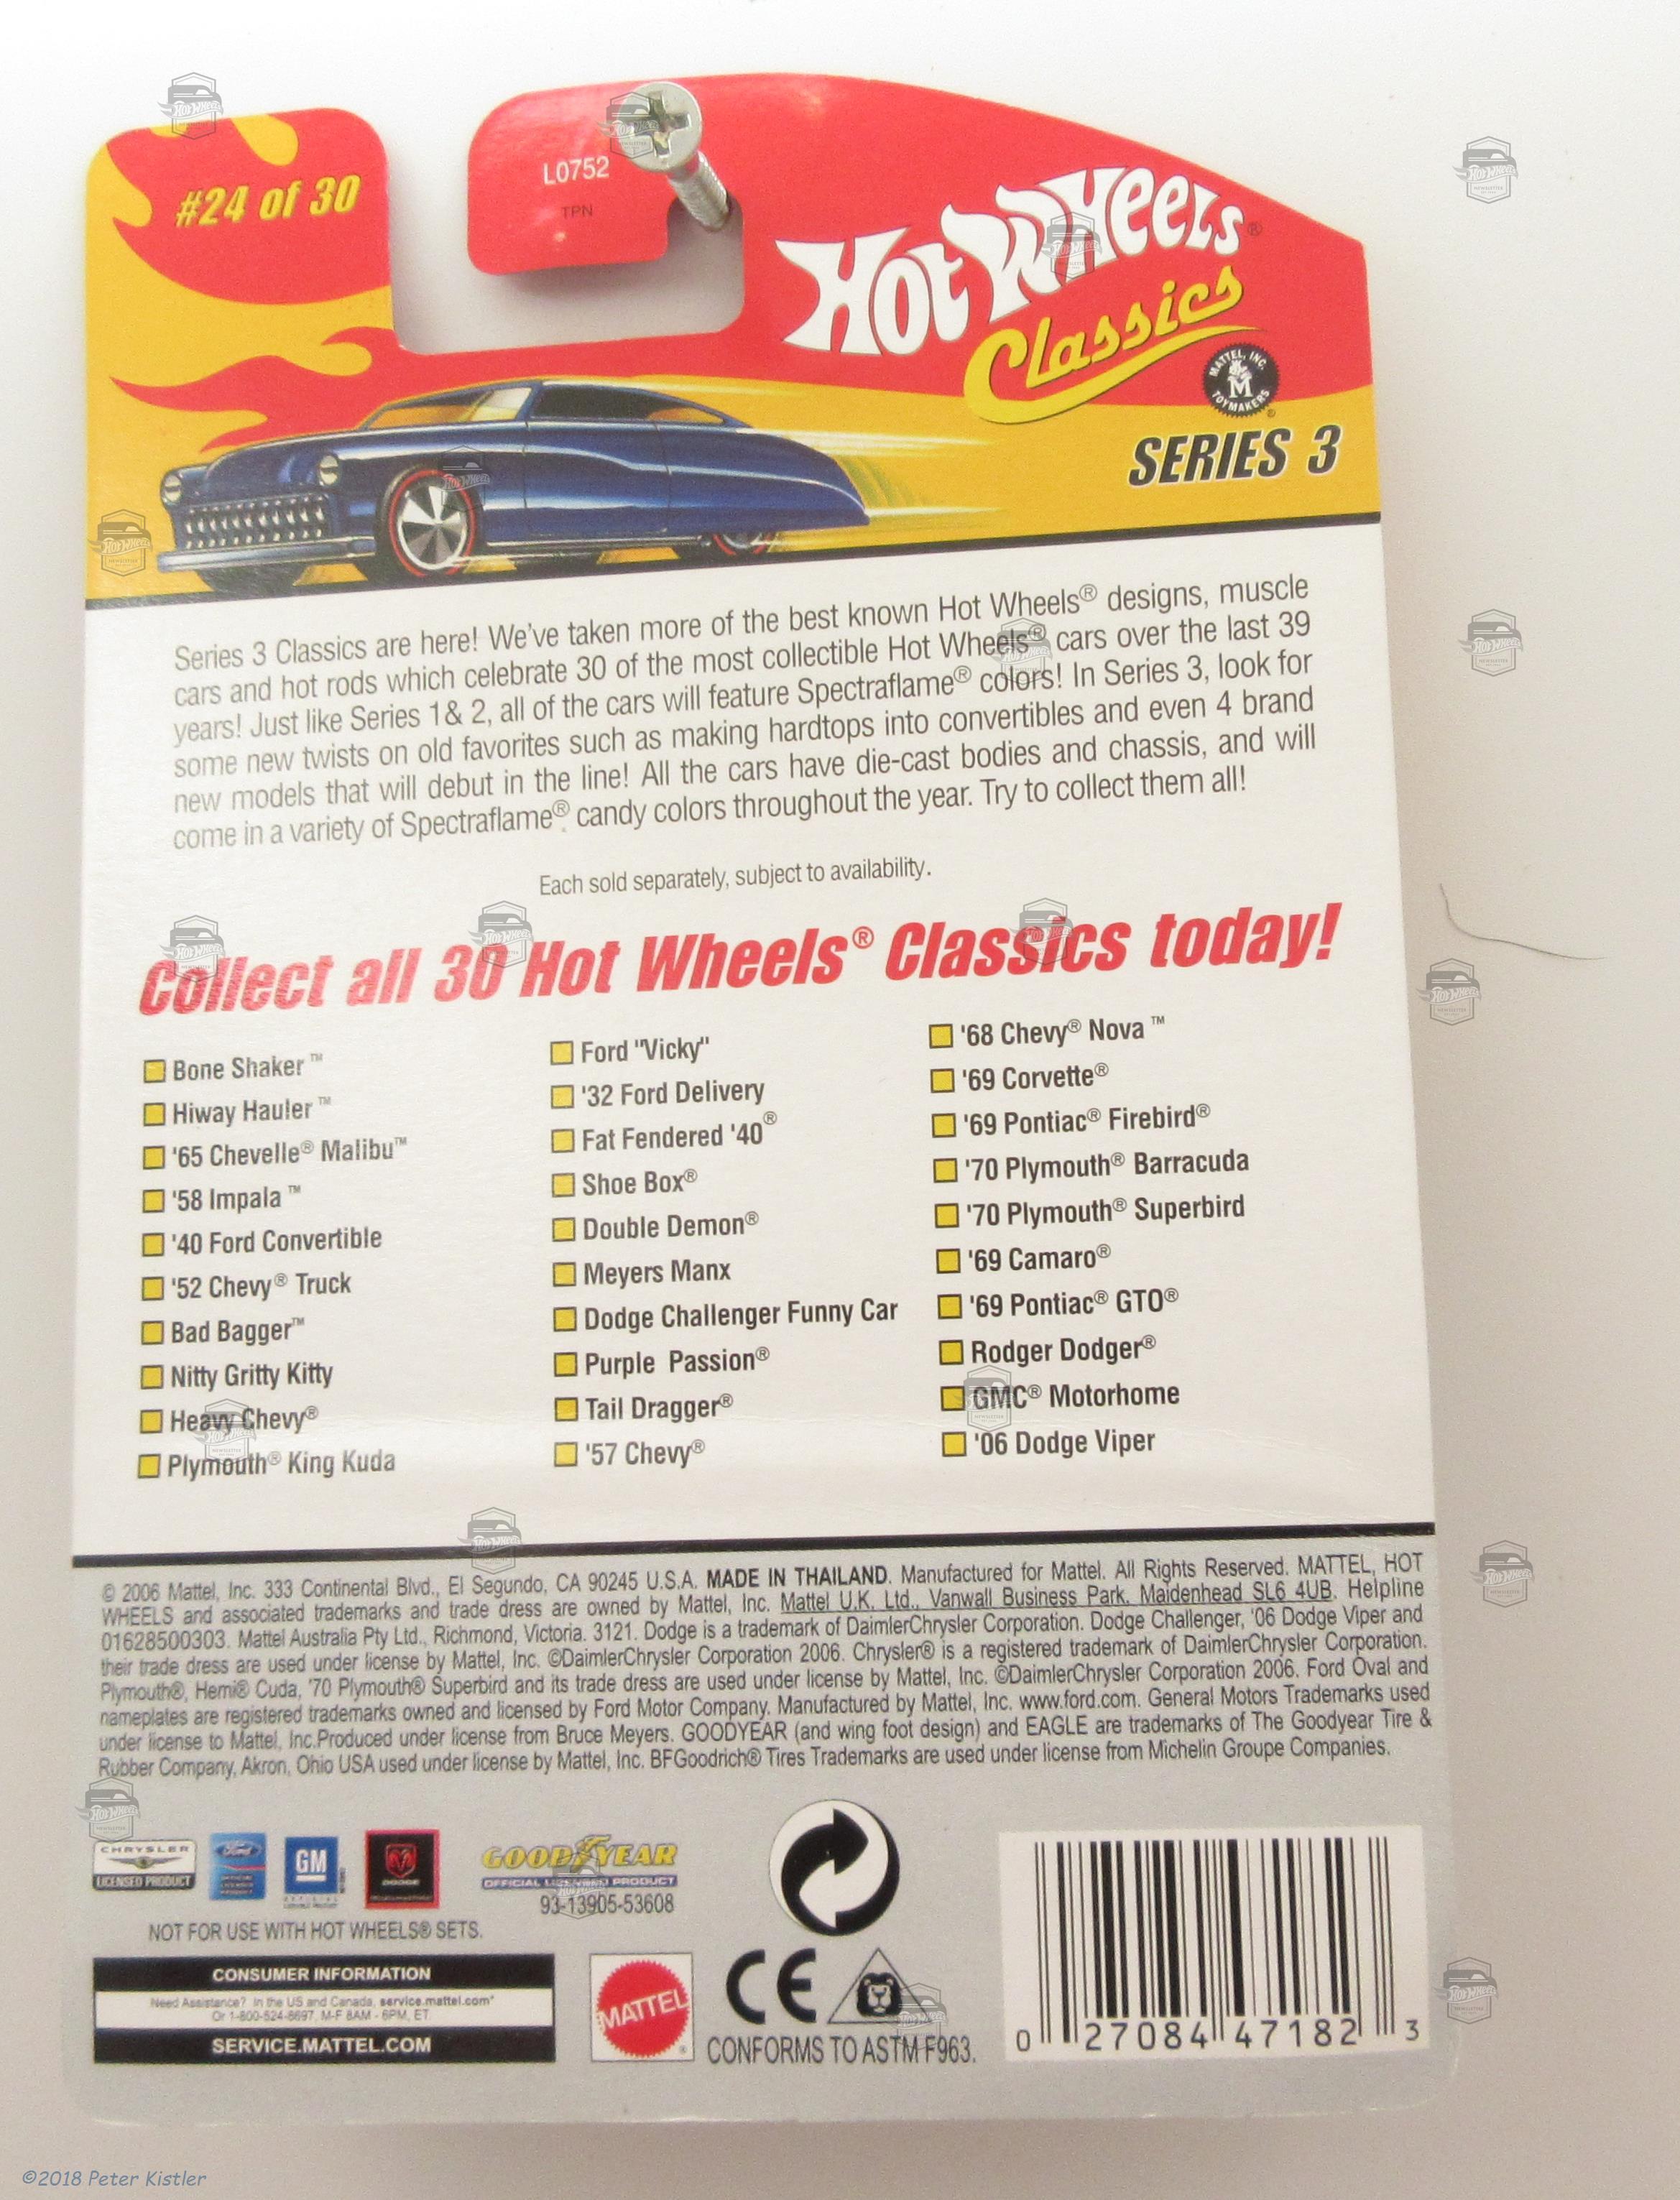 #24 of 30
L0752
TPN
Hot Wheels®
Classics
MATTEL, INC.
M
TOYMAKERS®
SERIES 3
Series 3 Classics are here! We've taken more of the best known Hot Wheels® designs, muscle
cars and hot rods which celebrate 30 of the most collectible Hot Wheels® cars over the last 39
years! Just like Series 1& 2, all of the cars will feature Spectraflame® colors! In Series 3, look for
some new twists on old favorites such as making hardtops into convertibles and even 4 brand
new models that will debut in the line! All the cars have die-cast bodies and chassis, and will
come in a variety of Spectraflame® candy colors throughout the year. Try to collect them all!
Each sold separately, subject to availability.
Collect all 30 Hot Wheels® Classics today!
Bone Shaker™
Hiway Hauler™
'65 Chevelle® Malibu™
'58 Impala™
'40 Ford Convertible
'52 Chevy® Truck
Bad Bagger™
Nitty Gritty Kitty
Heavy Chevy®
Plymouth® King Kuda
Ford "Vicky"
'32 Ford Delivery
Fat Fendered '40®
Shoe Box®
Double Demon®
Meyers Manx
Dodge Challenger Funny Car
Purple Passion®
Tail Dragger®
'57 Chevy®
'68 Chevy® Nova™
'69 Corvette®
'69 Pontiac® Firebird®
'70 Plymouth® Barracuda
'70 Plymouth® Superbird
'69 Camaro®
'69 Pontiac® GTO®
Rodger Dodger®
GMC® Motorhome
'06 Dodge Viper
© 2006 Mattel, Inc. 333 Continental Blvd., El Segundo, CA 90245 U.S.A. MADE IN THAILAND. Manufactured for Mattel. All Rights Reserved. MATTEL, HOT
WHEELS and associated trademarks and trade dress are owned by Mattel, Inc. Mattel U.K. Ltd., Vanwall Business Park, Maidenhead SL6 4UB. Helpline
01628500303. Mattel Australia Pty Ltd., Richmond, Victoria. 3121. Dodge is a trademark of DaimlerChrysler Corporation. Dodge Challenger, '06 Dodge Viper and
their trade dress are used under license by Mattel, Inc. ©DaimlerChrysler Corporation 2006. Chrysler® is a registered trademark of DaimlerChrysler Corporation.
Plymouth®, Hemi® Cuda, '70 Plymouth® Superbird and its trade dress are used under license by Mattel, Inc. ©DaimlerChrysler Corporation 2006. Ford Oval and
nameplates are registered trademarks owned and licensed by Ford Motor Company. Manufactured by Mattel, Inc. www.ford.com. General Motors Trademarks used
under license to Mattel, Inc.Produced under license from Bruce Meyers. GOODYEAR (and wing foot design) and EAGLE are trademarks of The Goodyear Tire &
Rubber Company, Akron, Ohio USA used under license by Mattel, Inc. BFGoodrich® Tires Trademarks are used under license from Michelin Groupe Companies.
CHRYSLER
LICENSED PRODUCT
Ford
GM
DODGE
GOODYEAR
OFFICIAL LICENSED PRODUCT
93-13905-53608
NOT FOR USE WITH HOT WHEELS® SETS.
CONSUMER INFORMATION
Need Assistance? In the US and Canada, service.mattel.com*
Or 1-800-524-8697, M-F 8AM - 6PM, ET.
SERVICE.MATTEL.COM
MATTEL®
CE
CONFORMS TO ASTM F963.
0 27084 47182 3
©2018 Peter Kistler